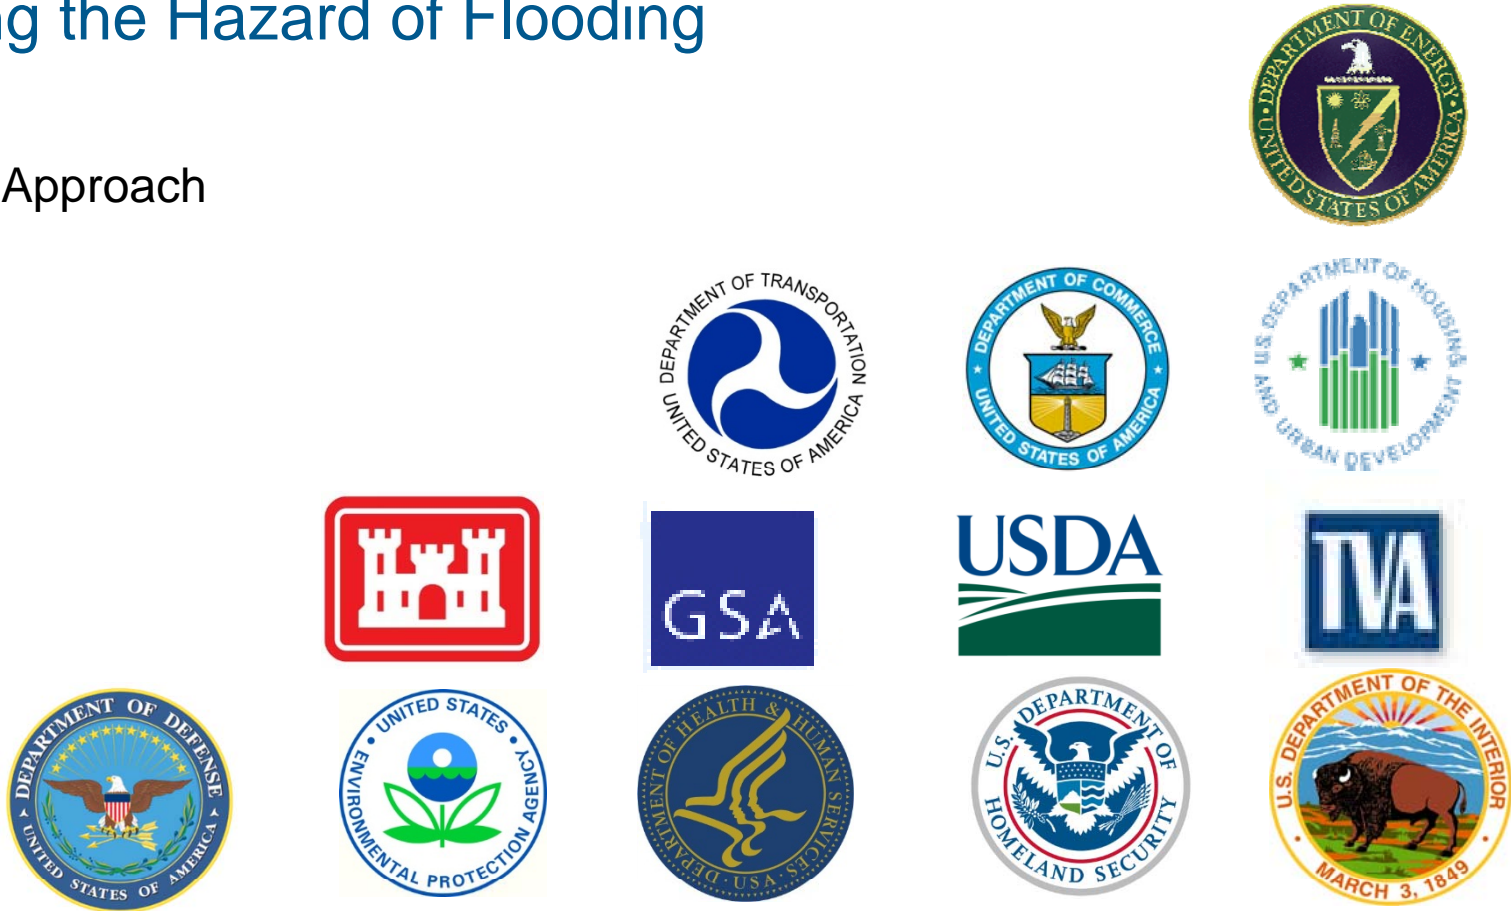 ng the Hazard of Flooding
Approach
DEPARTMENT OF ENERGY
UNITED STATES OF AMERICA
DEPARTMENT OF TRANSPORTATION
UNITED STATES OF AMERICA
DEPARTMENT OF COMMERCE
UNITED STATES OF AMERICA
U.S. DEPARTMENT OF HOUSING
AND URBAN DEVELOPMENT &
GSA
USDA
TVA
DEPARTMENT OF DEFENSE
UNITED STATES OF AMERICA
UNITED STATES
ENVIRONMENTAL PROTECTION AGENCY
DEPARTMENT OF HEALTH & HUMAN SERVICES
USA
U.S. DEPARTMENT OF
HOMELAND SECURITY
U.S. DEPARTMENT OF THE INTERIOR
MARCH 3, 1849